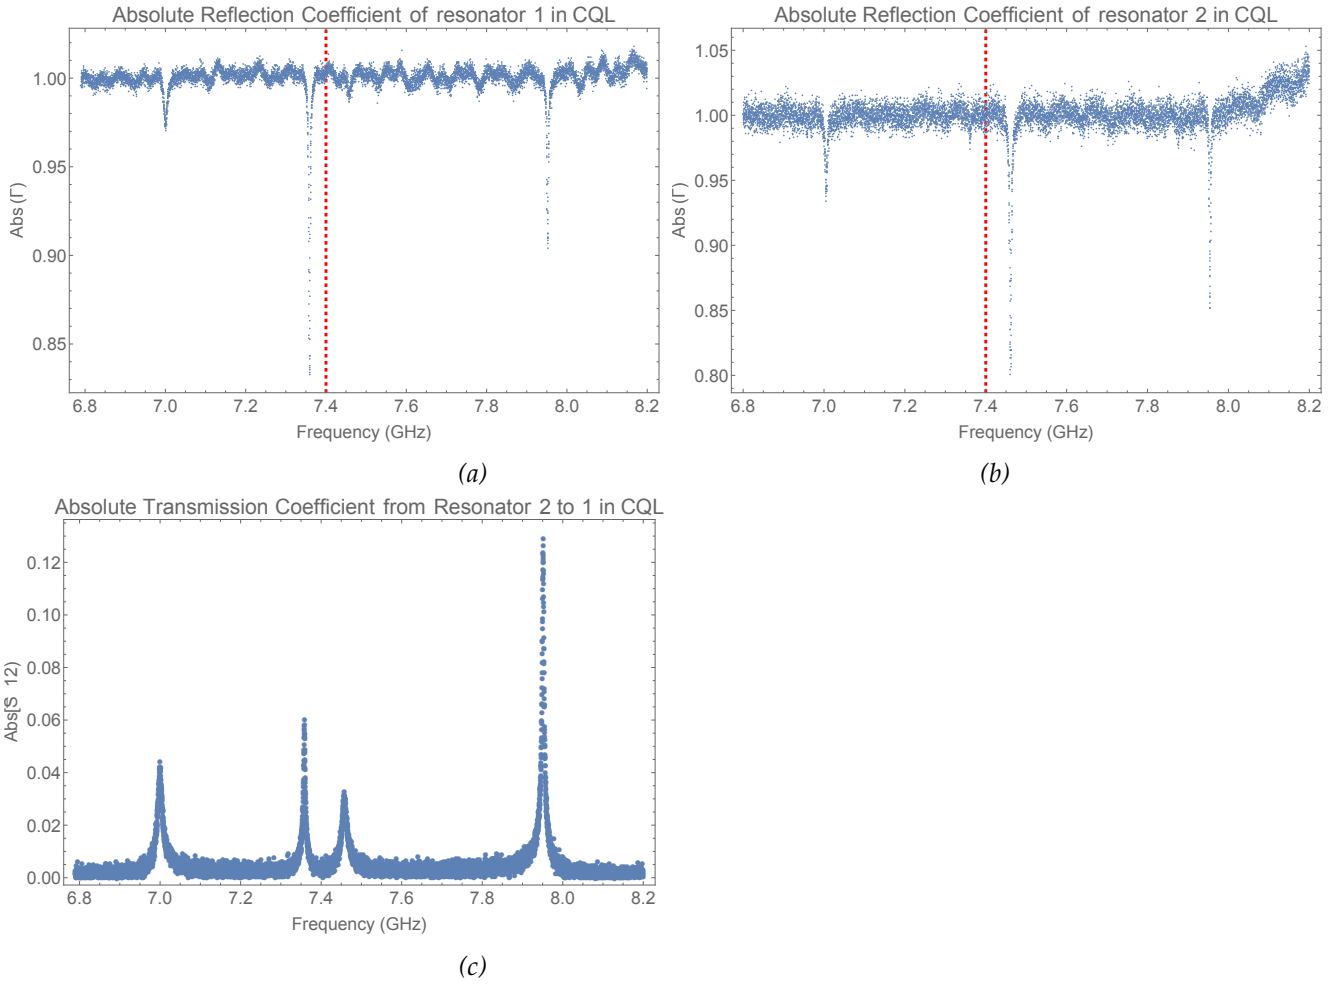 Absolute Reflection Coefficient of resonator 1 in CQL
1.00
0.95
0.90
0.85
Abs (Γ)
6.8 7.0 7.2 7.4 7.6 7.8 8.0 8.2
Frequency (GHz)
(a)
Absolute Reflection Coefficient of resonator 2 in CQL
1.05
1.00
0.95
0.90
0.85
0.80
Abs (Γ)
6.8 7.0 7.2 7.4 7.6 7.8 8.0 8.2
Frequency (GHz)
(b)
Absolute Transmission Coefficient from Resonator 2 to 1 in CQL
0.12
0.10
0.08
0.06
0.04
0.02
0.00
Abs[S 12)
6.8 7.0 7.2 7.4 7.6 7.8 8.0 8.2
Frequency (GHz)
(c)